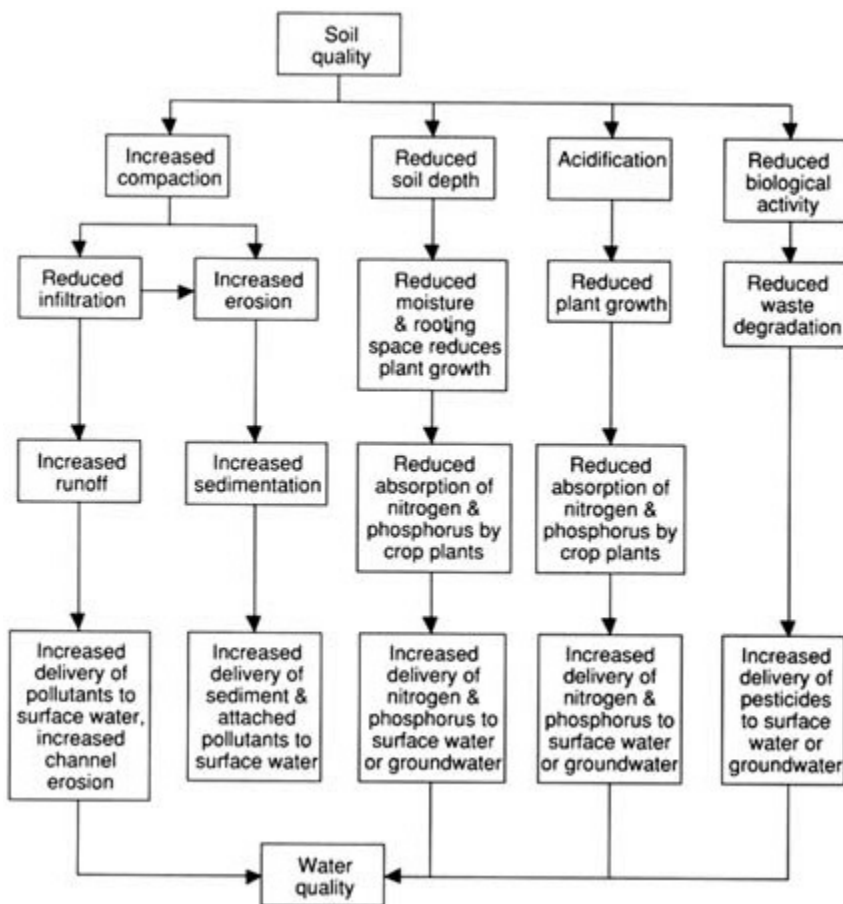 Soil
quality
Increased
compaction
Reduced
soil depth
Acidification
Reduced
biological
activity
Reduced
infiltration
Increased
erosion
Reduced
moisture
& rooting
space reduces
plant growth
Reduced
plant growth
Reduced
waste
degradation
Increased
runoff
Increased
sedimentation
Reduced
absorption of
nitrogen &
phosphorus by
crop plants
Reduced
absorption of
nitrogen &
phosphorus by
crop plants
Increased
delivery of
pollutants to
surface water,
increased
channel
erosion
Increased
delivery of
sediment &
attached
pollutants to
surface water
Increased
delivery of
nitrogen &
phosphorus to
surface water
or groundwater
Increased
delivery of
nitrogen &
phosphorus to
surface water
or groundwater
Increased
delivery of
pesticides
to surface
water or
groundwater
Water
quality